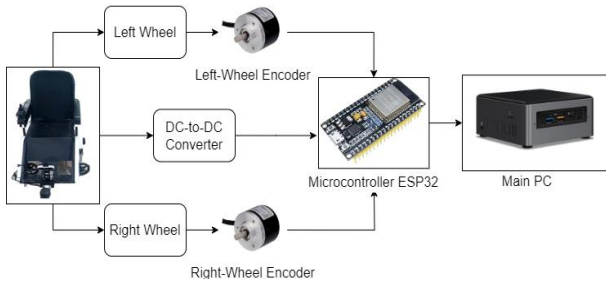 Left Wheel
Left-Wheel Encoder
DC-to-DC
Converter
Microcontroller ESP32
Main PC
Right Wheel
Right-Wheel Encoder